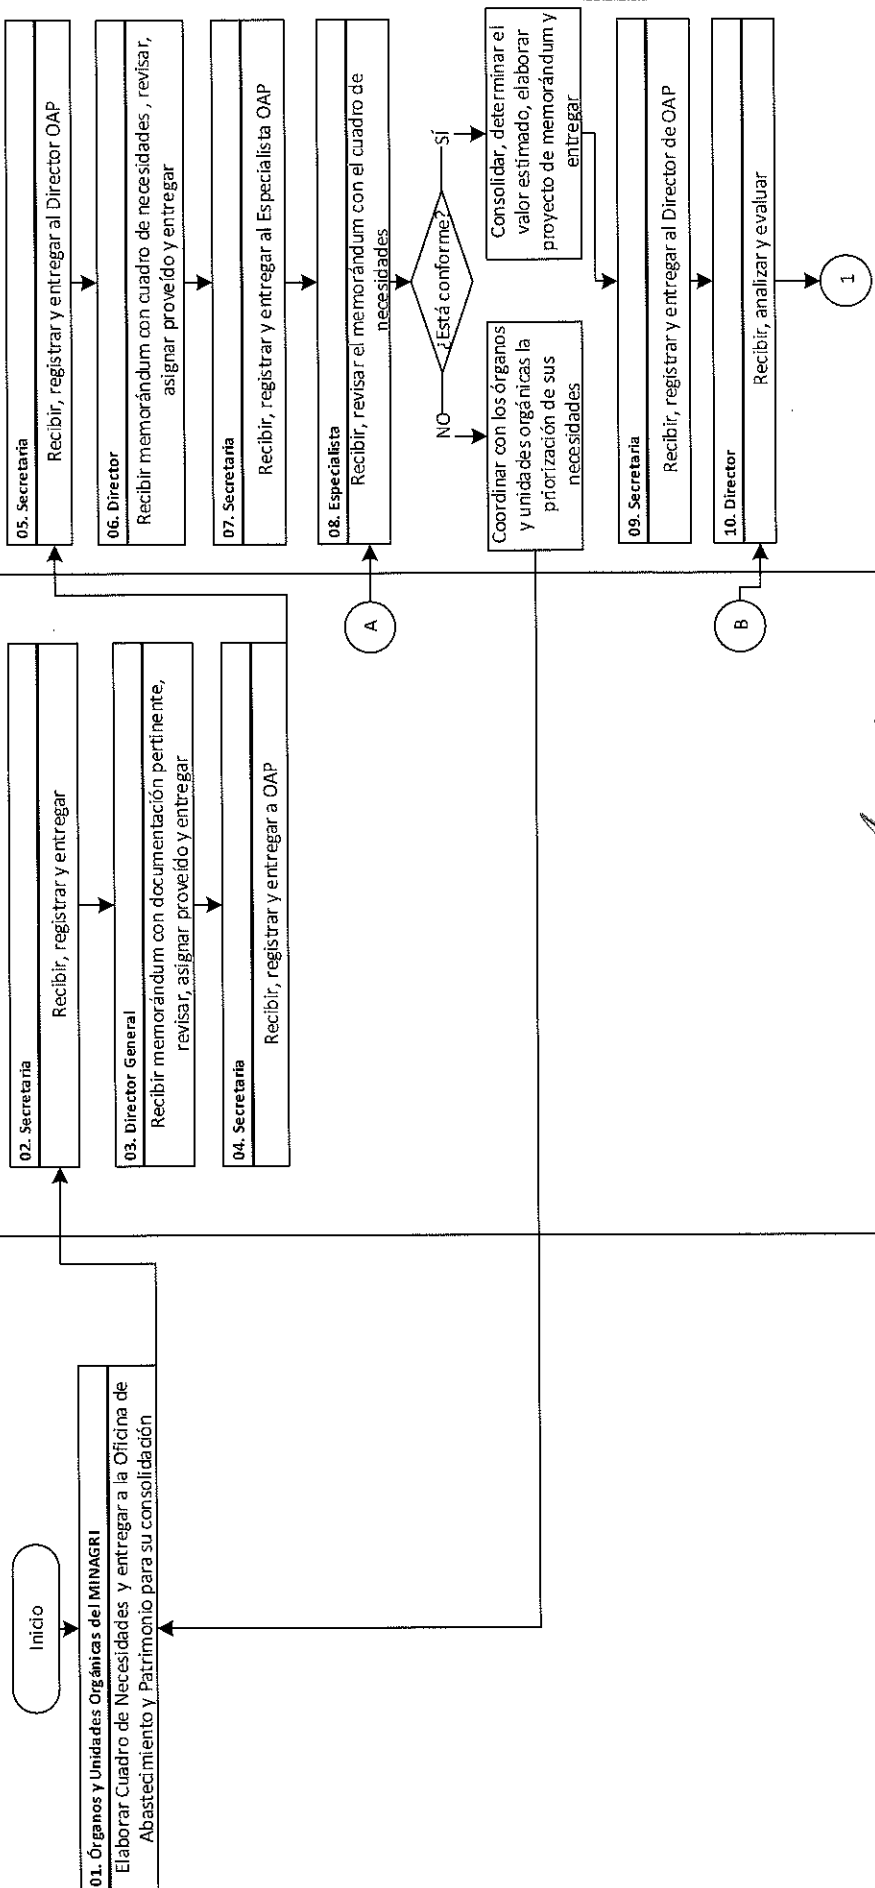 Inicio
01. Órganos y Unidades Orgánicas del MINAGRI
Elaborar Cuadro de Necesidades y entregar a la Oficina de
Abastecimiento y Patrimonio para su consolidación
02. Secretaria
Recibir, registrar y entregar
03. Director General
Recibir memorándum con documentación pertinente,
revisar, asignar proveído y entregar
04. Secretaria
Recibir, registrar y entregar a OAP
05. Secretaria
Recibir, registrar y entregar al Director OAP
06. Director
Recibir memorándum con cuadro de necesidades , revisar,
asignar proveído y entregar
07. Secretaria
Recibir, registrar y entregar al Especialista OAP
08. Especialista
Recibir, revisar el memorándum con el cuadro de
necesidades
A
¿Está conforme?
NO
SÍ
Coordinar con los órganos
y unidades orgánicas la
priorización de sus
necesidades
Consolidar, determinar el
valor estimado, elaborar
proyecto de memorándum y
entregar
09. Secretaria
Recibir, registrar y entregar al Director de OAP
10. Director
Recibir, analizar y evaluar
B
1